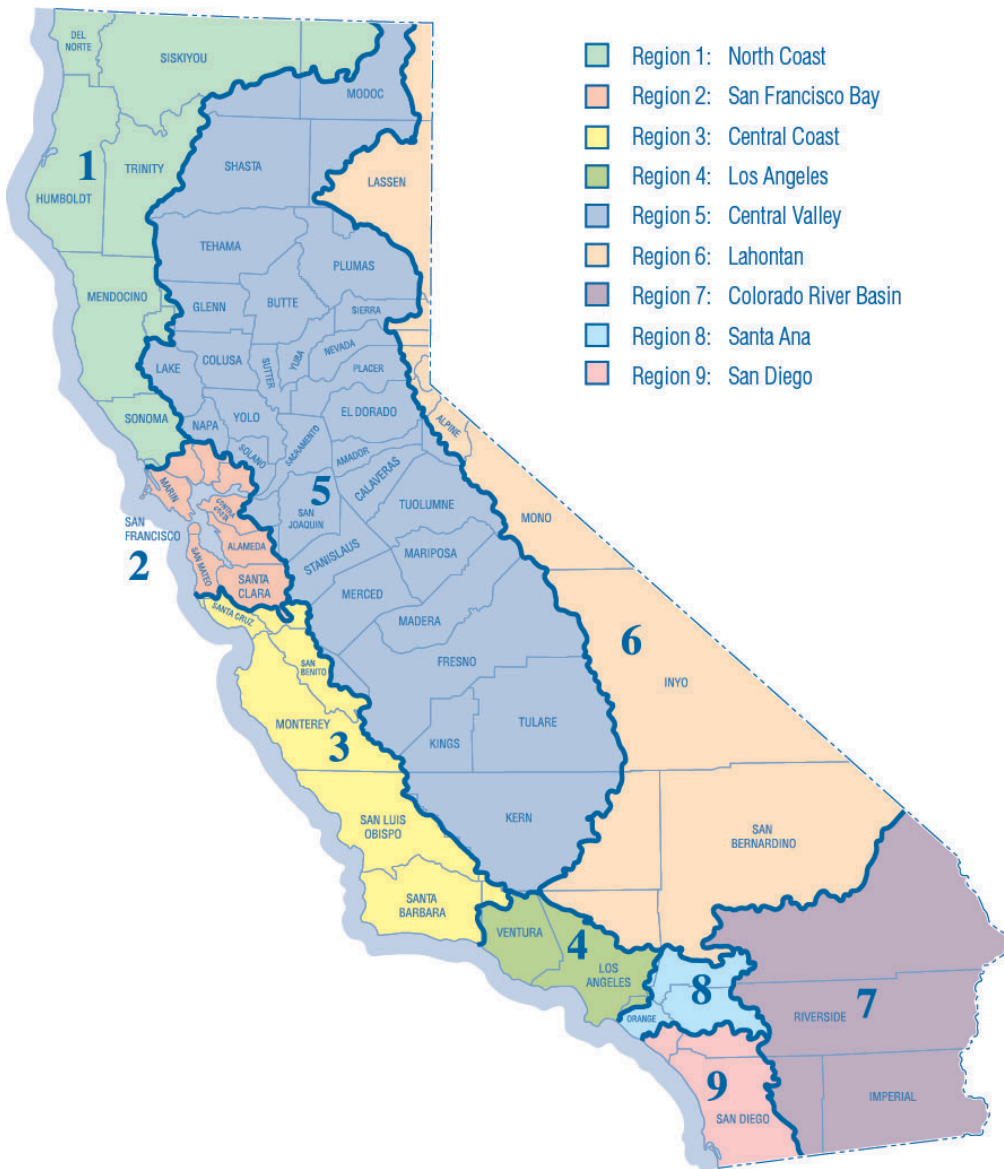 Region 1: North Coast
Region 2: San Francisco Bay
Region 3: Central Coast
Region 4: Los Angeles
Region 5: Central Valley
Region 6: Lahontan
Region 7: Colorado River Basin
Region 8: Santa Ana
Region 9: San Diego
DEL
NORTE
SISKIYOU
MODOC
1
TRINITY
HUMBOLDT
SHASTA
LASSEN
TEHAMA
PLUMAS
MENDOCINO
GLENN
BUTTE
SIERRA
LAKE
COLUSA
SUTTER
YUBA
NEVADA
PLACER
SONOMA
NAPA
YOLO
EL DORADO
ALPINE
SOLANO
SACRAMENTO
AMADOR
CALAVERAS
MARIN
CONTRA
COSTA
5
SAN
JOAQUIN
TUOLUMNE
MONO
SAN
FRANCISCO
2
ALAMEDA
SAN MATEO
SANTA
CLARA
STANISLAUS
MARIPOSA
MERCED
MADERA
SANTA CRUZ
SAN
BENITO
FRESNO
6
INYO
MONTEREY
3
KINGS
TULARE
SAN LUIS
OBISPO
KERN
SAN
BERNARDINO
SANTA
BARBARA
VENTURA
4
LOS
ANGELES
8
7
ORANGE
RIVERSIDE
9
SAN DIEGO
IMPERIAL